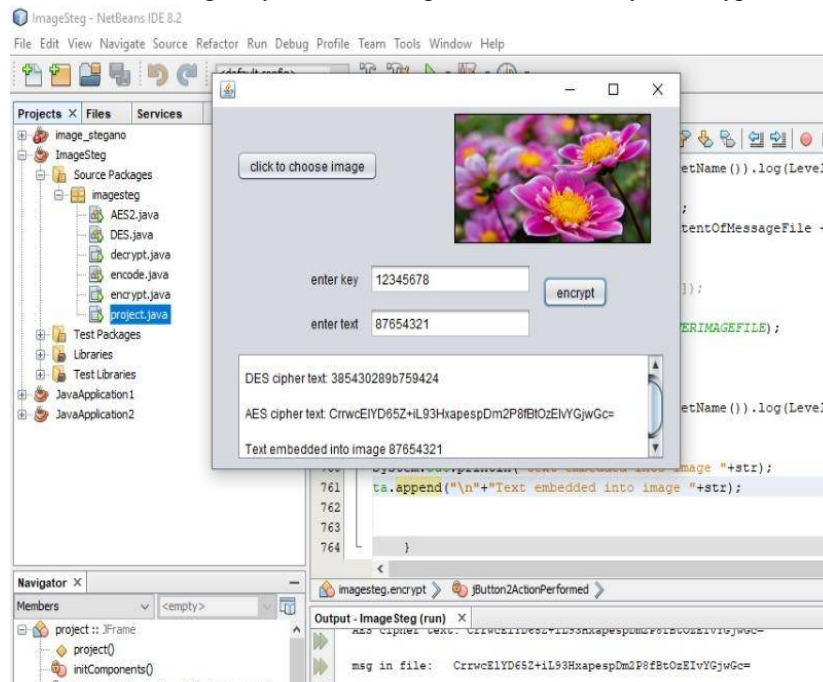 ImageSteg - NetBeans IDE 8.2
File Edit View Navigate Source Refactor Run Debug Profile Team Tools Window Help
Projects X Files Services
image_stegano
ImageSteg
Source Packages
imagesteg
AES2.java
DES.java
decrypt.java
encode.java
encrypt.java
project.java
Test Packages
Libraries
Test Libraries
JavaApplication1
JavaApplication2
click to choose image
enter key 12345678
encrypt
enter text 87654321
DES cipher text: 385430289b759424
AES cipher text: CrrwcElYD65Z+iL93HxapespDm2P8fBtOzElvYGjwGc=
Text embedded into image 87654321
etName()).log(Leve
;
tentOfMessageFile +
]);
ERIMAGEFILE);
etName()).log(Level
image "+str);
761 ta.append("\n"+"Text embedded into image "+str);
762
763
764 }
imagesteg.encrypt jButton2ActionPerformed
Navigator X
Members <empty>
project :: JFrame
project()
initComponents()
Output - ImageSteg (run) X
msg in file: CrrwcElYD65Z+iL93HxapespDm2P8fBtOzElvYGjwGc=